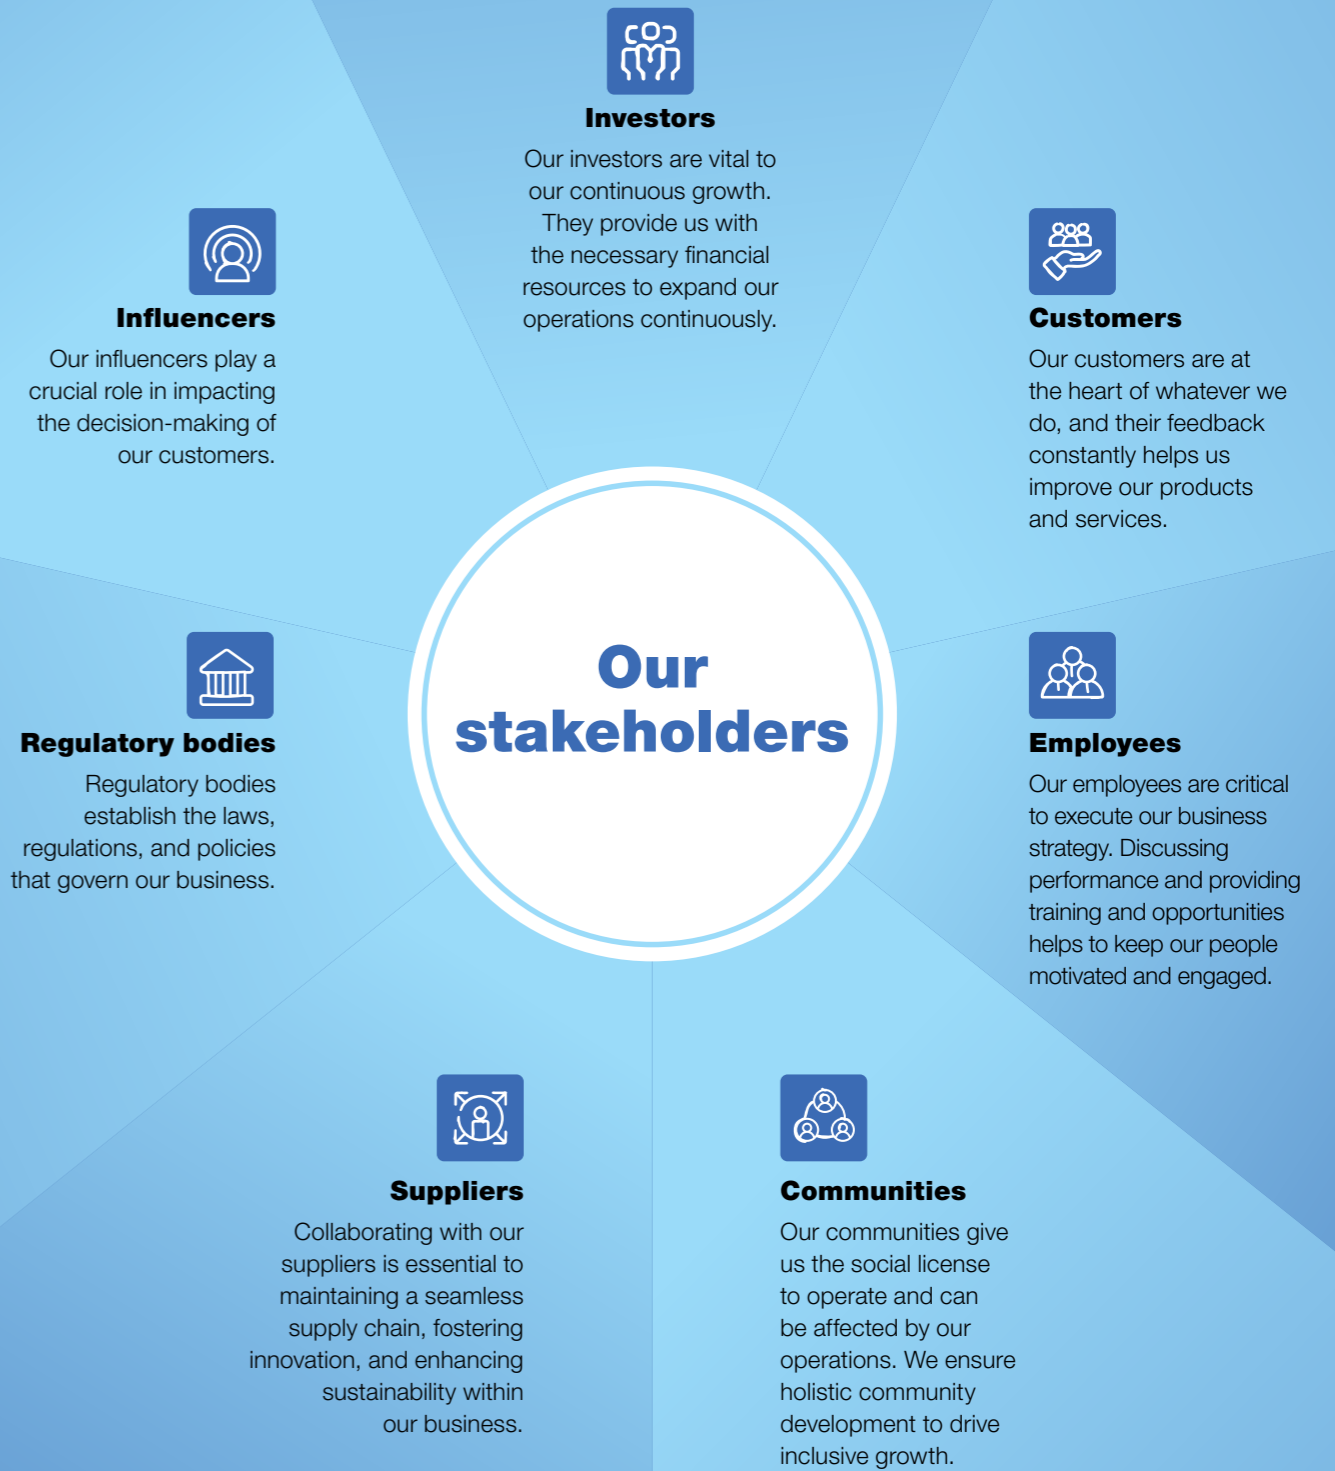 Investors
Our investors are vital to
our continuous growth.
They provide us with
the necessary financial
resources to expand our
operations continuously.
Influencers
Our influencers play a
crucial role in impacting
the decision-making of
our customers.
Customers
Our customers are at
the heart of whatever we
do, and their feedback
constantly helps us
improve our products
and services.
Our
stakeholders
Regulatory bodies
Regulatory bodies
establish the laws,
regulations, and policies
that govern our business.
Employees
Our employees are critical
to execute our business
strategy. Discussing
performance and providing
training and opportunities
helps to keep our people
motivated and engaged.
Suppliers
Collaborating with our
suppliers is essential to
maintaining a seamless
supply chain, fostering
innovation, and enhancing
sustainability within
our business.
Communities
Our communities give
us the social license
to operate and can
be affected by our
operations. We ensure
holistic community
development to drive
inclusive growth.